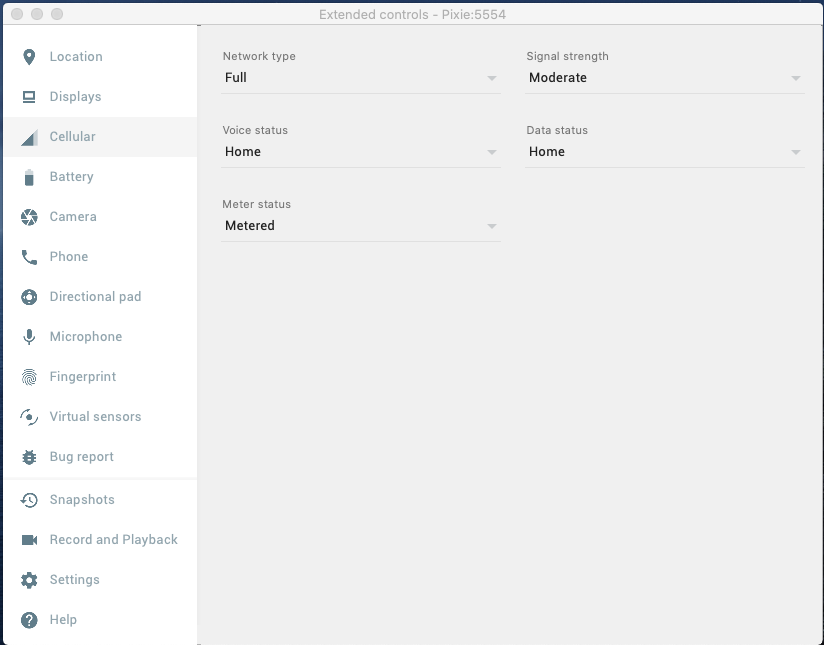 Extended controls - Pixie:5554
Location
Displays
Cellular
Battery
Camera
Phone
Directional pad
Microphone
Fingerprint
Virtual sensors
Bug report
Snapshots
Record and Playback
Settings
Help
Network type
Full
Signal strength
Moderate
Voice status
Home
Data status
Home
Meter status
Metered